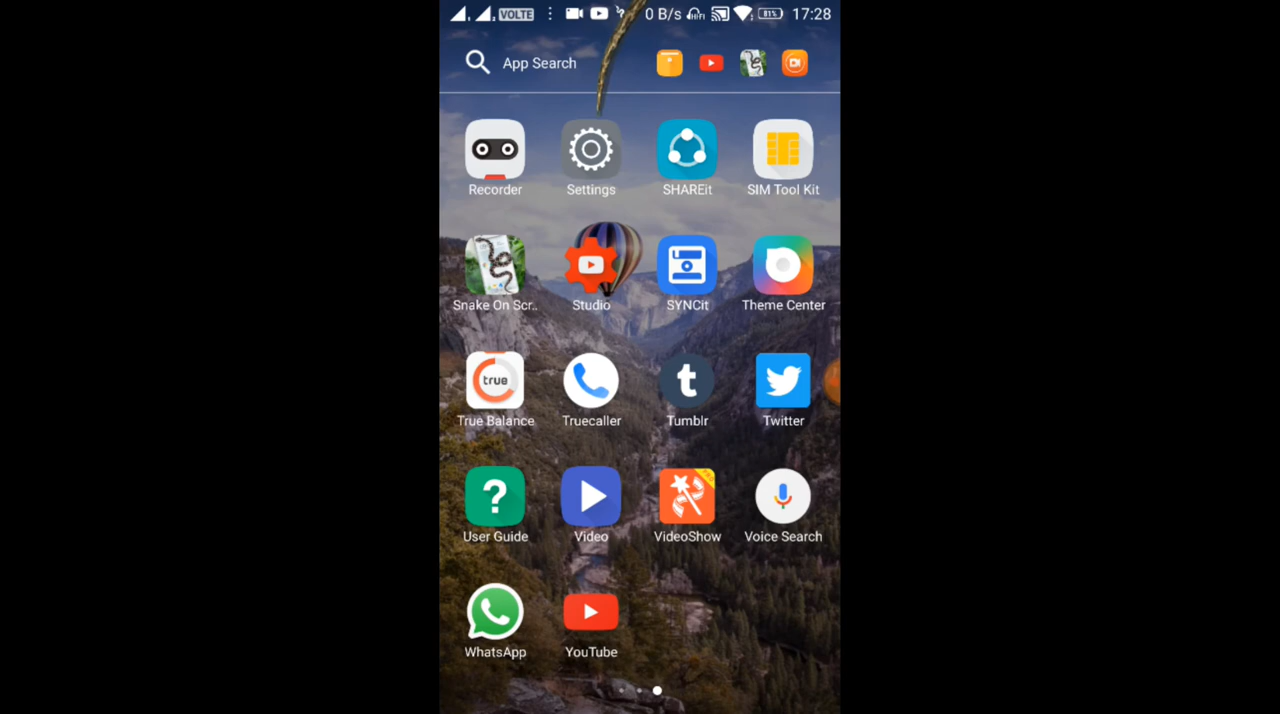 VOLTE 0 B/s 81% 17:28
App Search
Recorder Settings SHAREit SIM Tool Kit
Snake On Scr.. Studio SYNCit Theme Center
true
True Balance Truecaller Tumblr Twitter
User Guide Video VideoShow Voice Search
WhatsApp YouTube